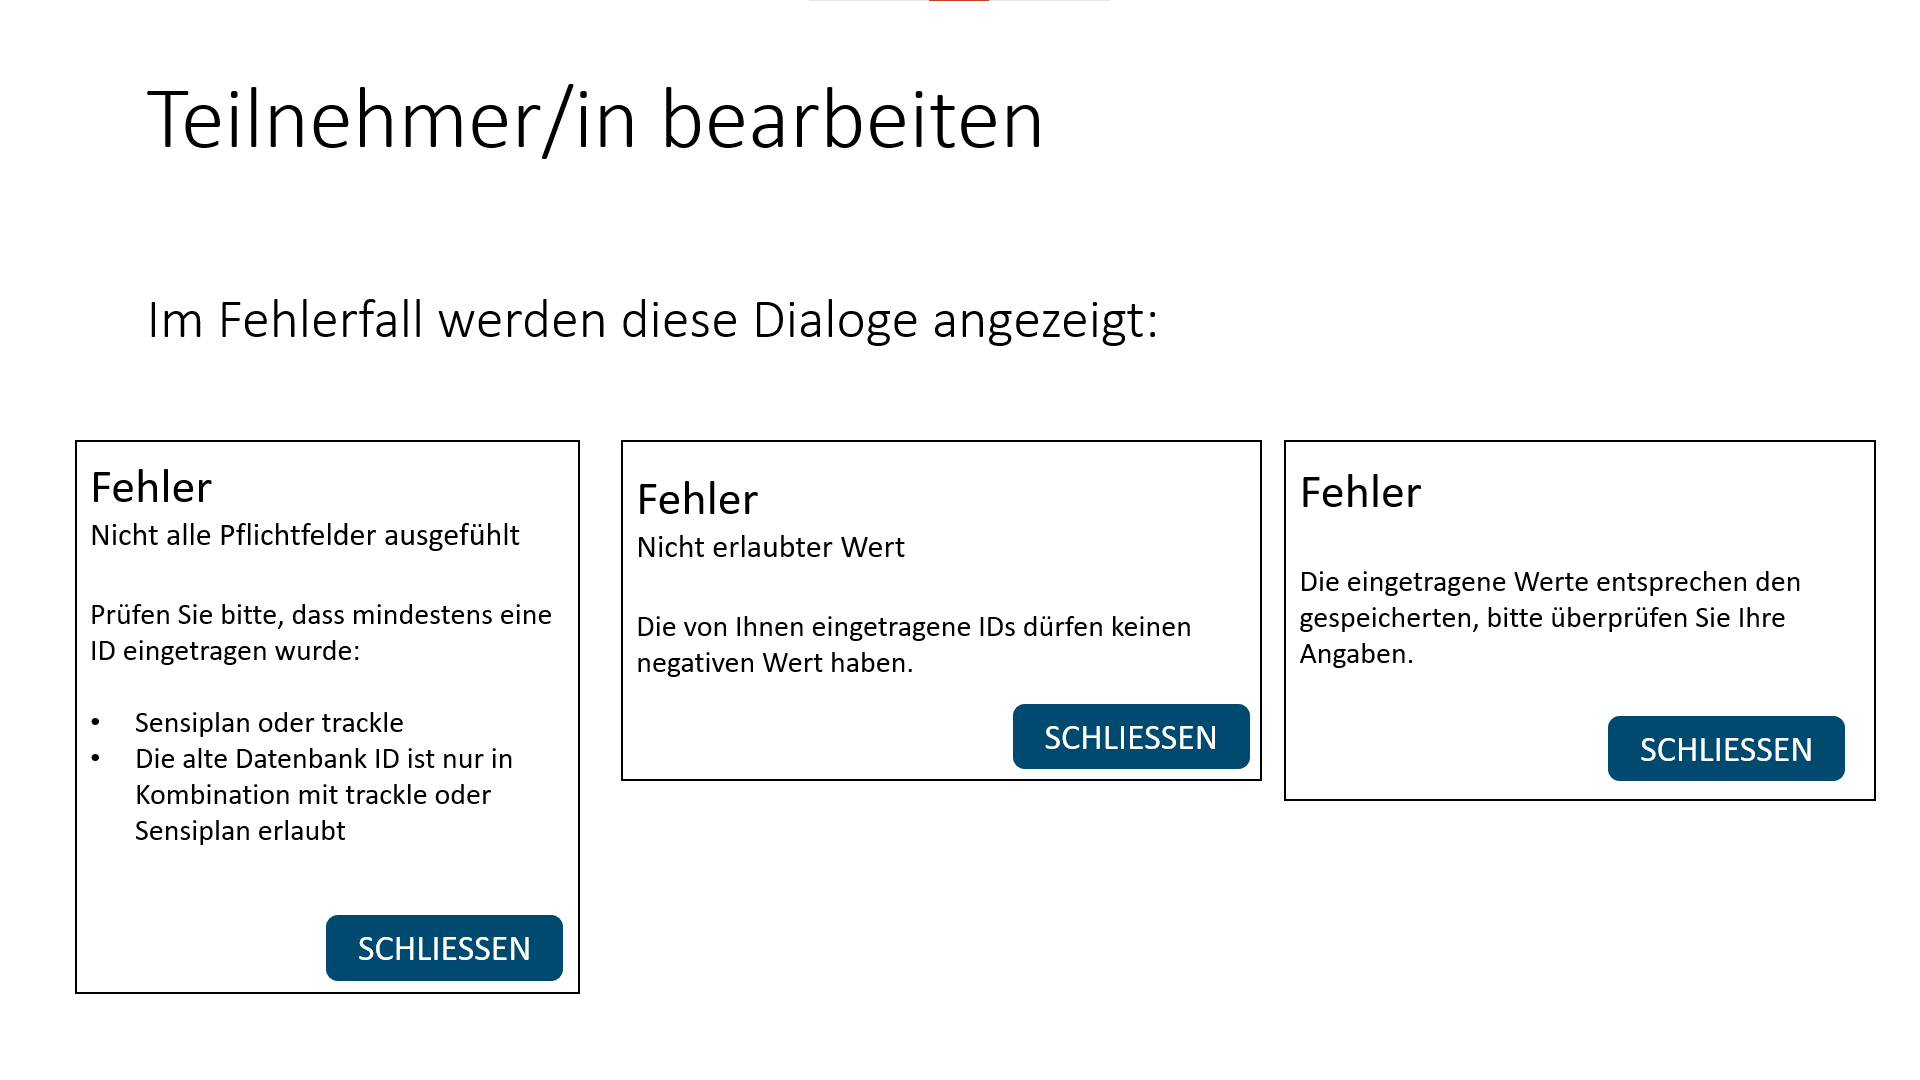 Teilnehmer/in bearbeiten
Im Fehlerfall werden diese Dialoge angezeigt:
Fehler
Nicht alle Pflichtfelder ausgefühlt
Prüfen Sie bitte, dass mindestens eine
ID eingetragen wurde:
• Sensiplan oder trackle
• Die alte Datenbank ID ist nur in
Kombination mit trackle oder
Sensiplan erlaubt
SCHLIESSEN
Fehler
Nicht erlaubter Wert
Die von Ihnen eingetragene IDs dürfen keinen
negativen Wert haben.
SCHLIESSEN
Fehler
Die eingetragene Werte entsprechen den
gespeicherten, bitte überprüfen Sie Ihre
Angaben.
SCHLIESSEN